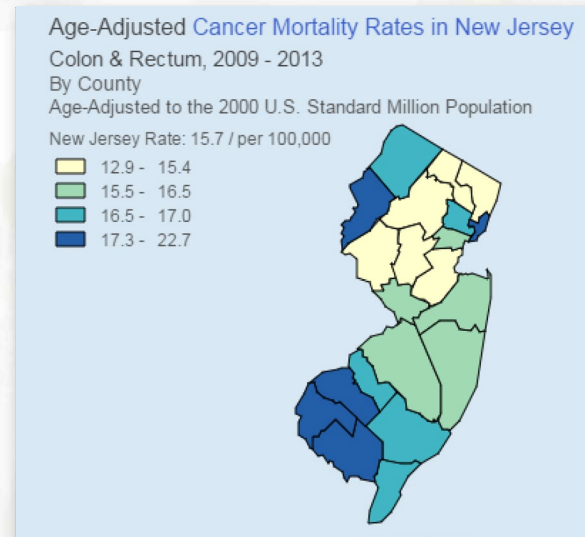 Age-Adjusted Cancer Mortality Rates in New Jersey
Colon & Rectum, 2009 - 2013
By County
Age-Adjusted to the 2000 U.S. Standard Million Population
New Jersey Rate: 15.7 / per 100,000
12.9 - 15.4
15.5 - 16.5
16.5 - 17.0
17.3 - 22.7